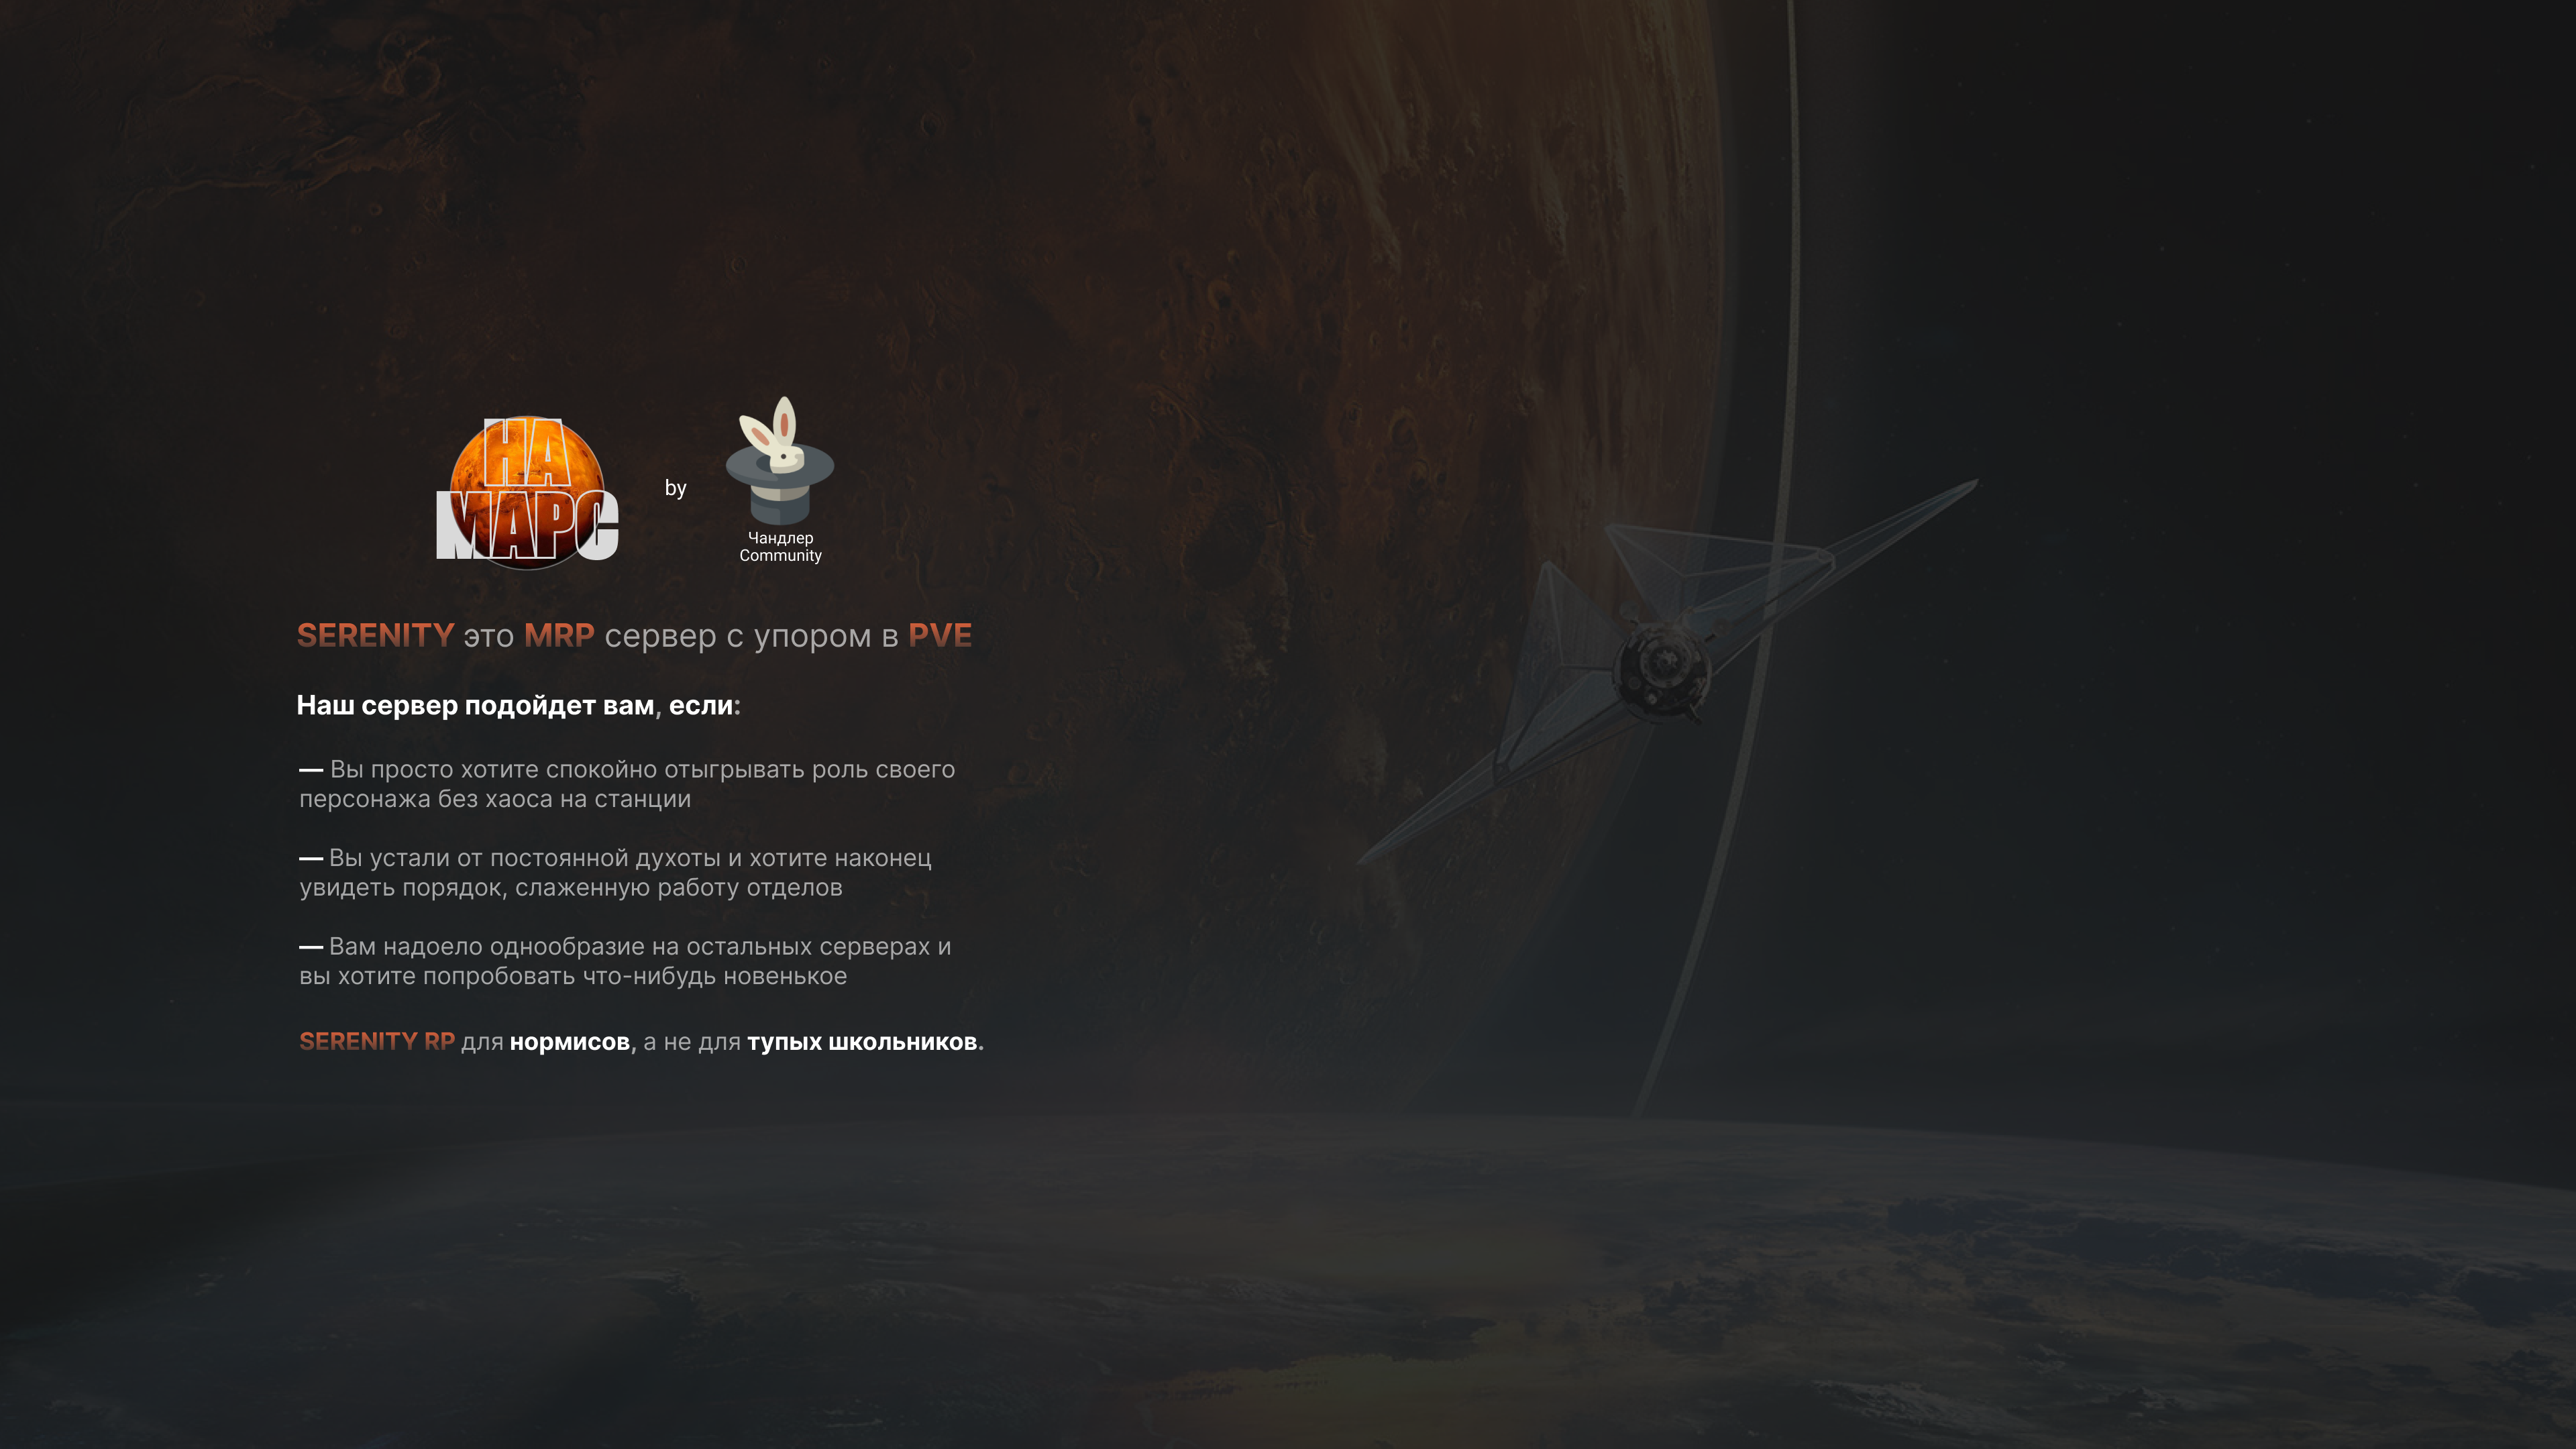 НА
МАРС
by
Чандлер
Community
SERENITY это MRP сервер с упором в PVE
Наш сервер подойдет вам, если:
— Вы просто хотите спокойно отыгрывать роль своего
персонажа без хаоса на станции
— Вы устали от постоянной духоты и хотите наконец
увидеть порядок, слаженную работу отделов
— Вам надоело однообразие на остальных серверах и
вы хотите попробовать что-нибудь новенькое
SERENITY RP для нормисов, а не для тупых школьников.